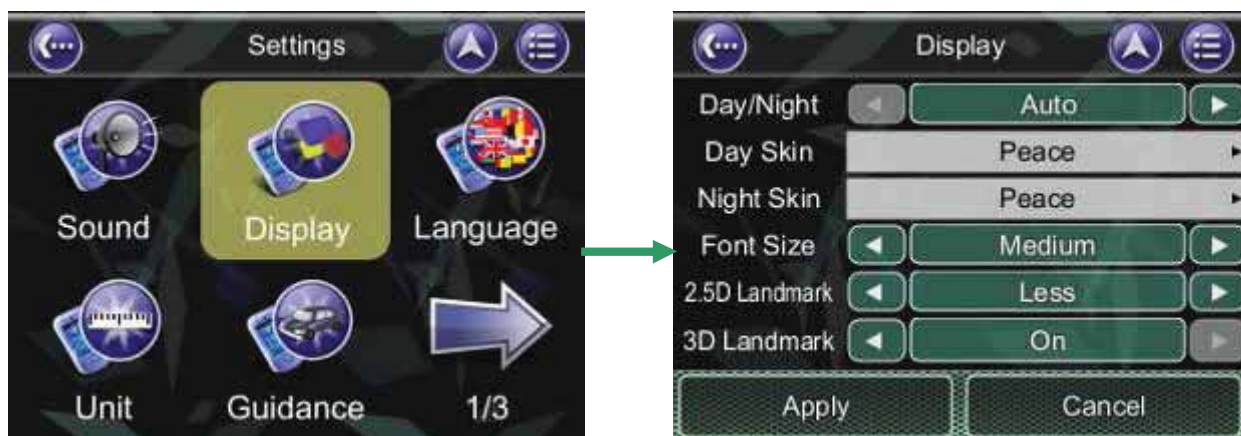 Settings
Sound Display Language
Unit Guidance 1/3
Display
Day/Night Auto
Day Skin Peace
Night Skin Peace
Font Size Medium
2.5D Landmark Less
3D Landmark On
Apply Cancel